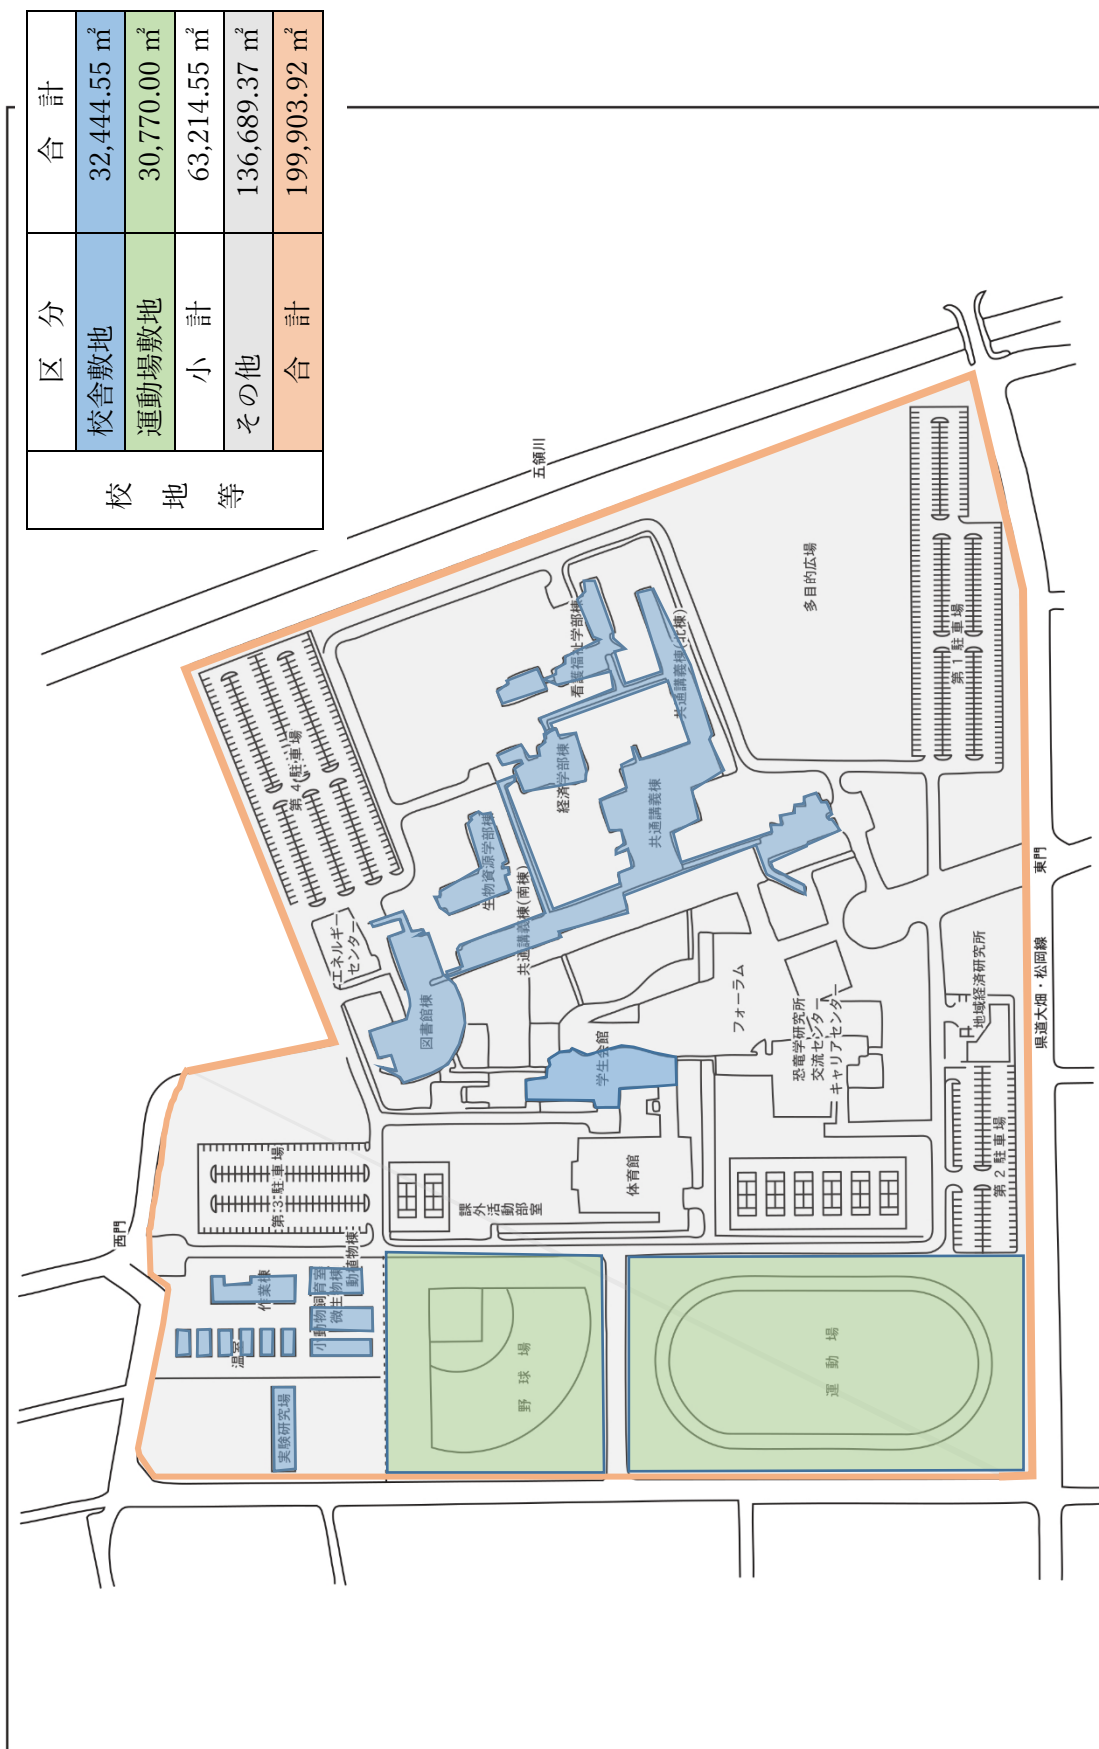 校地等
区分 合計
校舎敷地 32,444.55 ㎡
運動場敷地 30,770.00 ㎡
小計 63,214.55 ㎡
その他 136,689.37 ㎡
合計 199,903.92 ㎡
五領川
多目的広場
第1駐車場
第4駐車場
看護福祉学部棟
共通講義棟(北棟)
経済学部棟
共通講義棟
生物資源学部棟
共通講義棟(南棟)
エネルギー
センター
図書館棟
フォーラム
学生会館
恐竜学研究所
交流センター
キャリアセンター
地域経済研究所
東門
県道大畑・松岡線
第2駐車場
体育館
課外活動部室
第3駐車場
西門
動植物棟
作業棟
微生物棟
小動物飼育室
温室
実験研究場
野球場
運動場